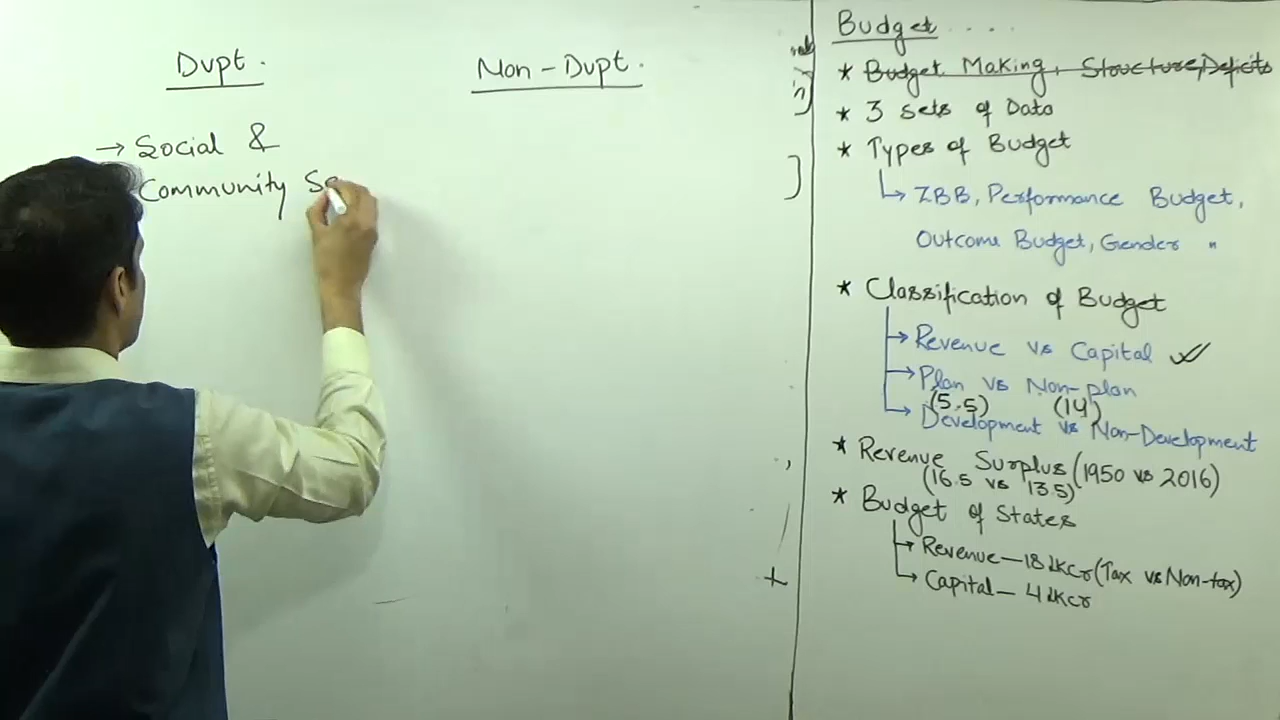 Dvpt.
Non-Dvpt.
→ Social &
Community Se
Budget....
* Budget Making, Structure, Deficits
* 3 Sets of Data
* Types of Budget
↳ ZBB, Performance Budget,
Outcome Budget, Gender "
* Classification of Budget
→ Revenue vs Capital ✓
→ Plan vs Non-plan
(5.5) (14)
→ Development vs Non-Development
* Revenue Surplus (1950 vs 2016)
(16.5 vs 13.5)
* Budget of States
→ Revenue – 18 LKCr (Tax vs Non-tax)
→ Capital – 4 LKCr